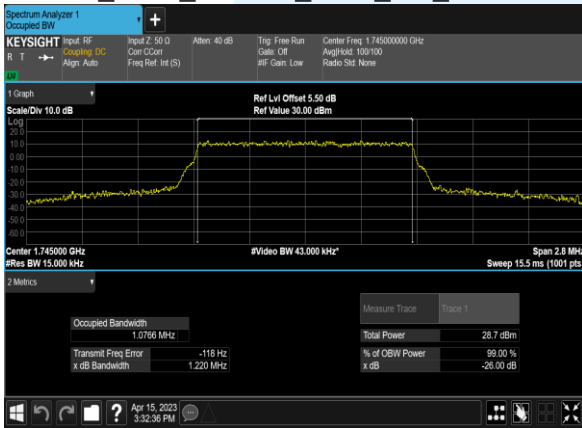 Spectrum Analyzer 1
Occupied BW
KEYSIGHT Input: RF Input Z: 50 Ω Atten: 40 dB Trig: Free Run Center Freq: 1.745000000 GHz
R T Coupling: DC Corr CCorr Gate: Off Avg|Hold: 100/100
Align: Auto Freq Ref: Int (S) #IF Gain: Low Radio Std: None
1 Graph
Ref Lvl Offset 5.50 dB
Scale/Div 10.0 dB Ref Value 30.00 dBm
Log
20.0
10.0
0.00
-10.0
-20.0
-30.0
-40.0
-50.0
-60.0
Center 1.745000 GHz #Video BW 43.000 kHz* Span 2.8 MHz
#Res BW 15.000 kHz Sweep 15.5 ms (1001 pts
2 Metrics
Measure Trace Trace 1
Occupied Bandwidth
1.0766 MHz Total Power 28.7 dBm
Transmit Freq Error -118 Hz % of OBW Power 99.00 %
x dB Bandwidth 1.220 MHz x dB -26.00 dB
? Apr 15, 2023
3:32:36 PM